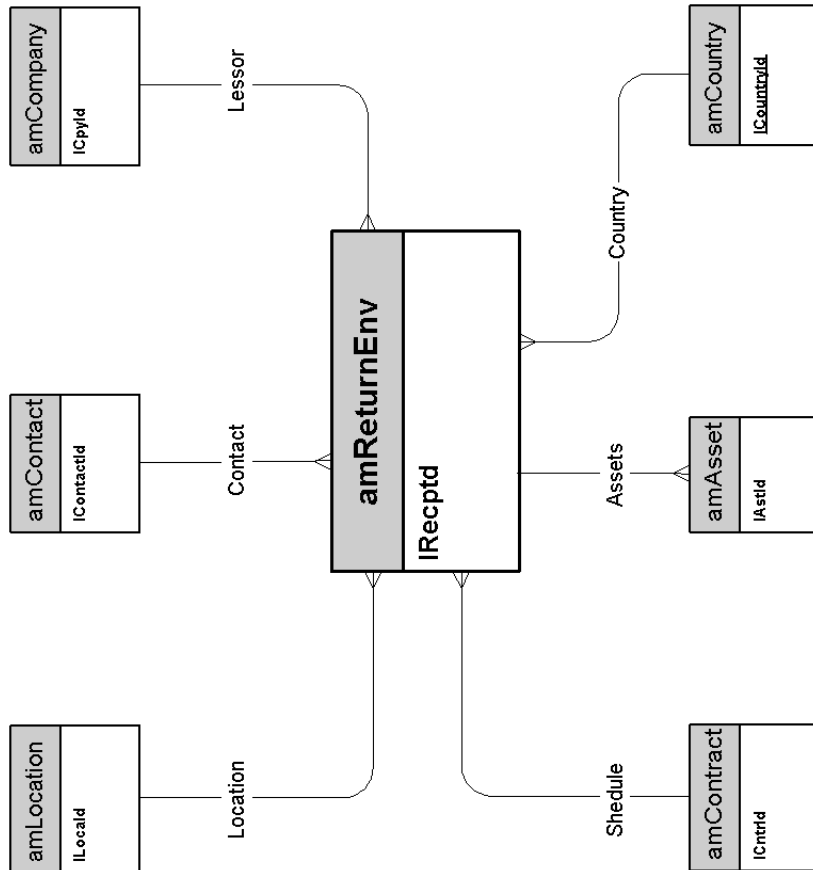 amLocation
lLocaId
amContact
lContactId
amCompany
lCpyId
Location
Contact
Lessor
amReturnEnv
lRecptd
Shedule
Assets
Country
amContract
lCntrId
amAsset
lAstId
amCountry
lCountryId